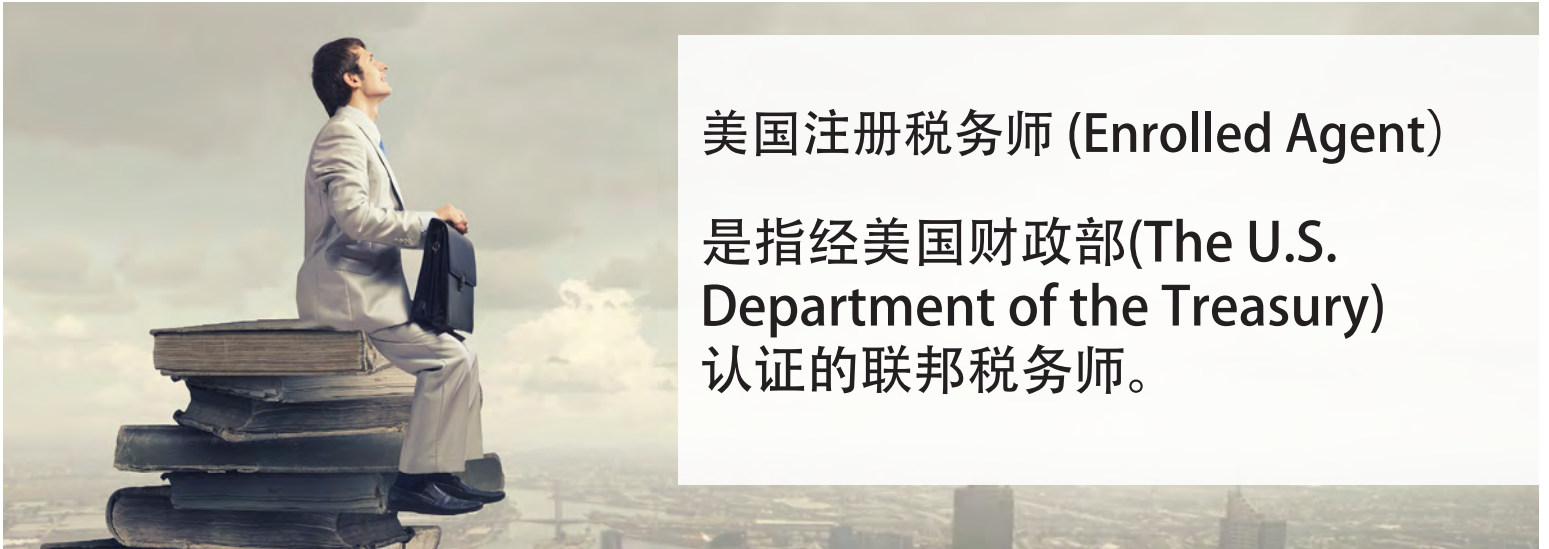 美国注册税务师 (Enrolled Agent）
是指经美国财政部(The U.S.
Department of the Treasury)
认证的联邦税务师。